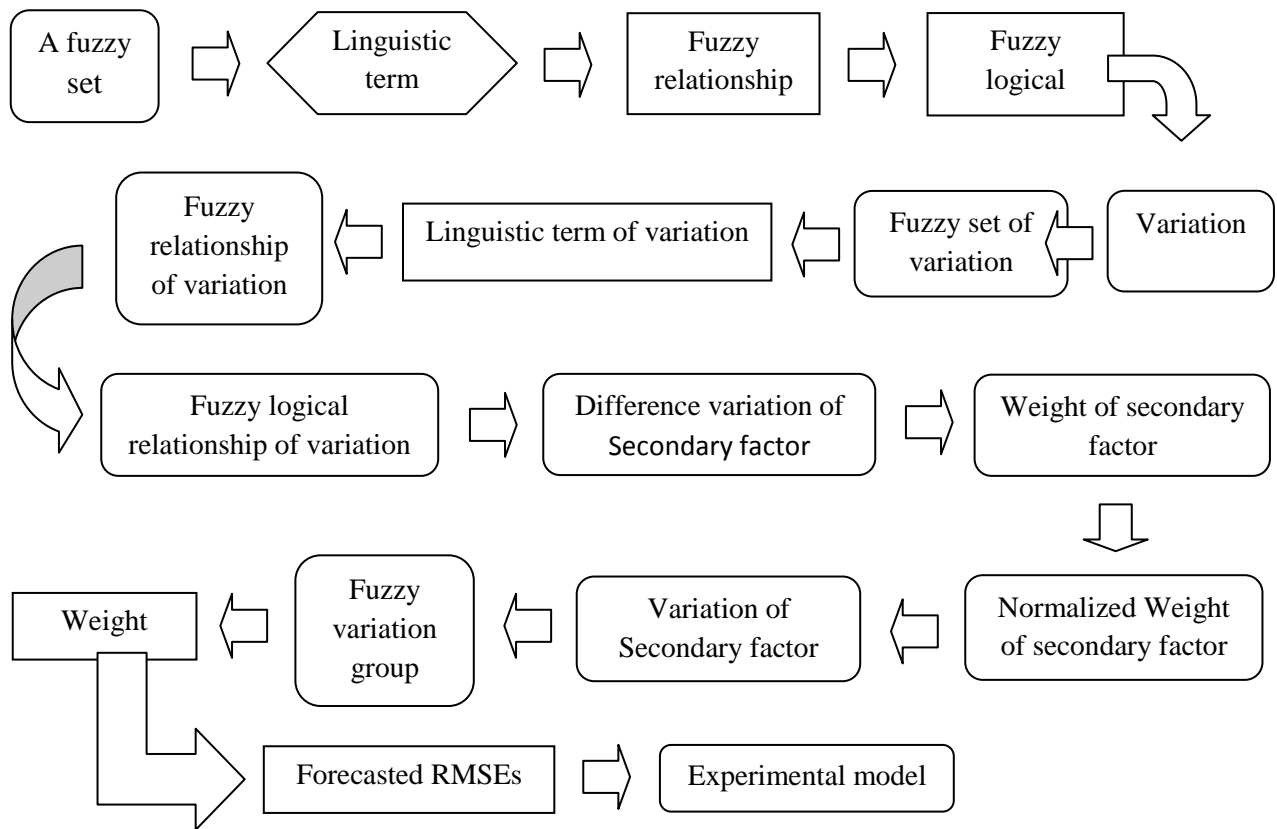 A fuzzy
set
Linguistic
term
Fuzzy
relationship
Fuzzy
logical
Variation
Fuzzy set of
variation
Linguistic term of variation
Fuzzy
relationship
of variation
Fuzzy logical
relationship of variation
Difference variation of
Secondary factor
Weight of secondary
factor
Normalized Weight
of secondary factor
Variation of
Secondary factor
Fuzzy
variation
group
Weight
Forecasted RMSEs
Experimental model